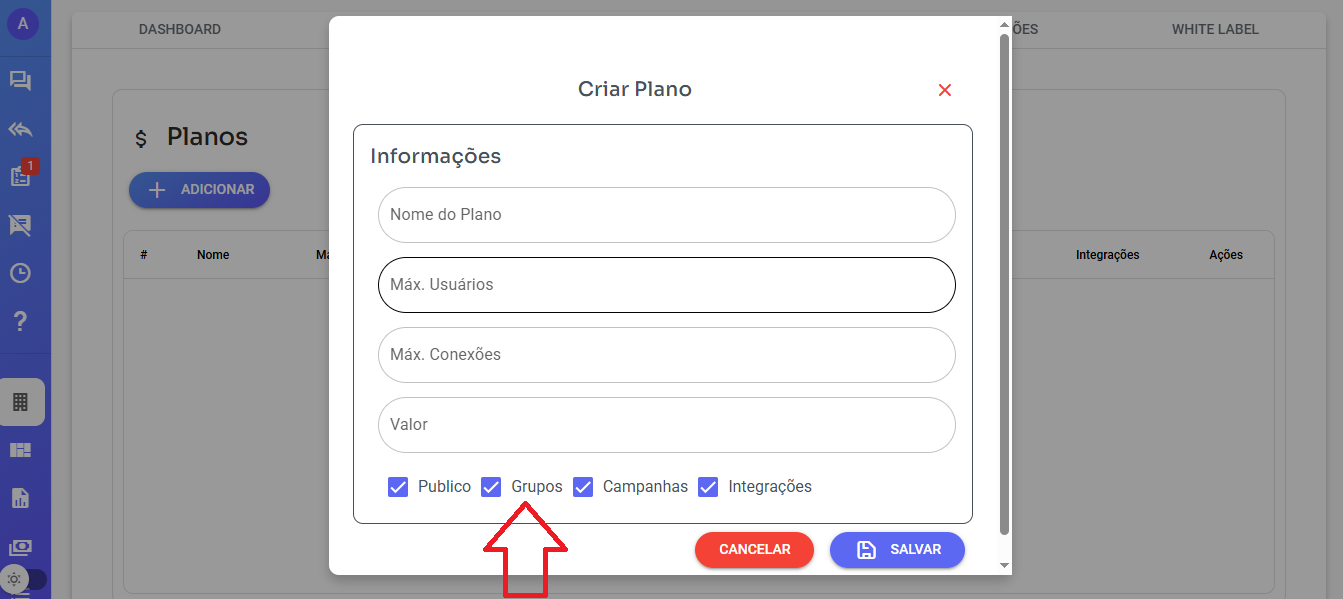 A
DASHBOARD
ÕES
WHITE LABEL
Criar Plano
$ Planos
1
Informações
ADICIONAR
Nome do Plano
#
Nome
Má
Integrações
Ações
Máx. Usuários
?
Máx. Conexões
Valor
Publico
Grupos
Campanhas
Integrações
CANCELAR
SALVAR